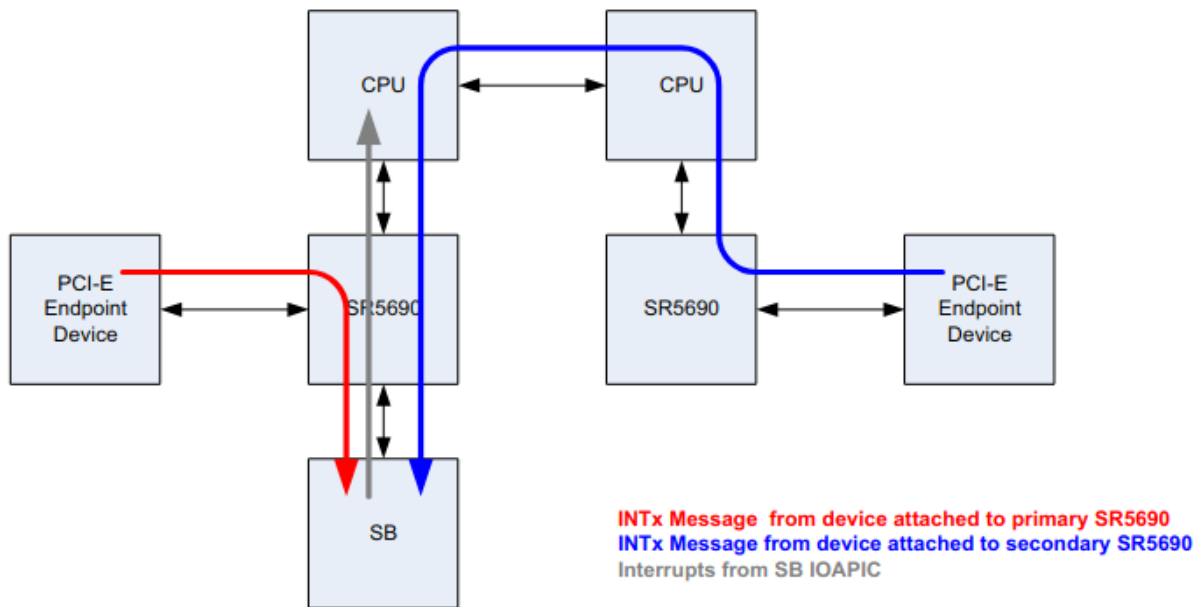 CPU
CPU
PCI-E
Endpoint
Device
SR5690
SR5690
PCI-E
Endpoint
Device
SB
INTx Message from device attached to primary SR5690
INTx Message from device attached to secondary SR5690
Interrupts from SB IOAPIC